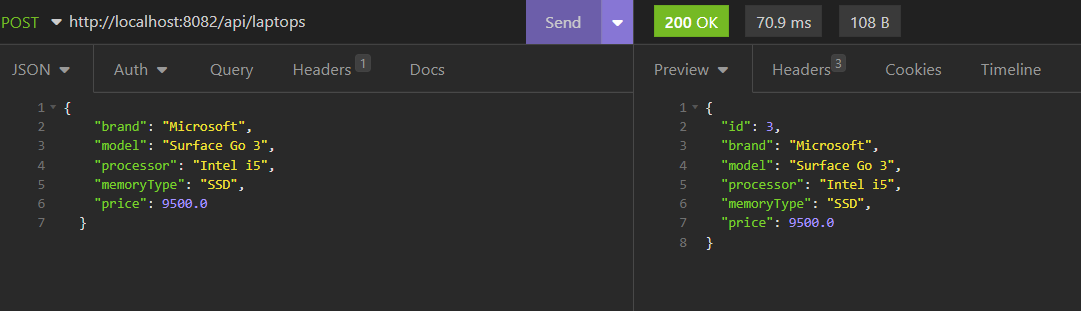 POST http://localhost:8082/api/laptops Send 200 OK 70.9 ms 108 B
JSON Auth Query Headers 1 Docs Preview Headers 3 Cookies Timeline
1 {
2 "brand": "Microsoft",
3 "model": "Surface Go 3",
4 "processor": "Intel i5",
5 "memoryType": "SSD",
6 "price": 9500.0
7 }
1 {
2 "id": 3,
3 "brand": "Microsoft",
4 "model": "Surface Go 3",
5 "processor": "Intel i5",
6 "memoryType": "SSD",
7 "price": 9500.0
8 }